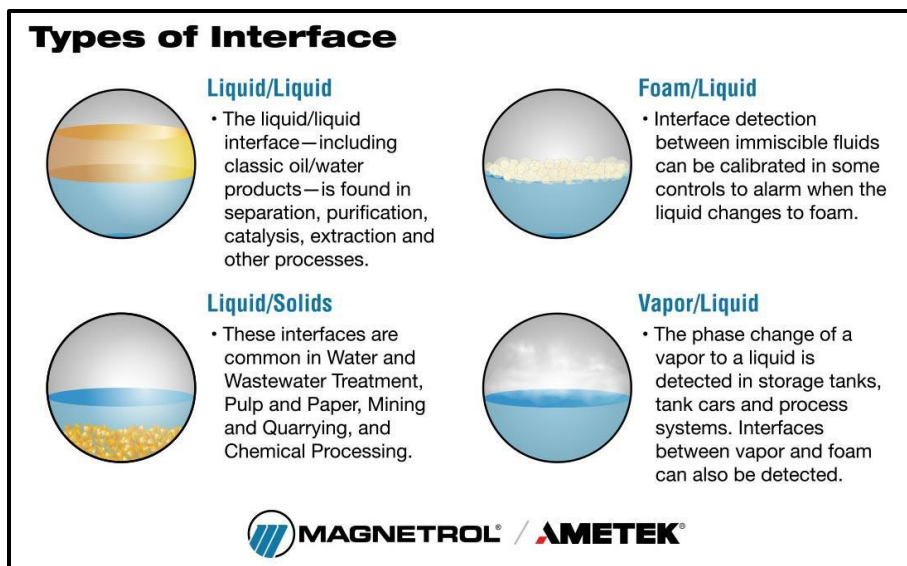 Types of Interface
Liquid/Liquid
• The liquid/liquid
interface—including
classic oil/water
products—is found in
separation, purification,
catalysis, extraction and
other processes.
Foam/Liquid
• Interface detection
between immiscible fluids
can be calibrated in some
controls to alarm when the
liquid changes to foam.
Liquid/Solids
• These interfaces are
common in Water and
Wastewater Treatment,
Pulp and Paper, Mining
and Quarrying, and
Chemical Processing.
Vapor/Liquid
• The phase change of a
vapor to a liquid is
detected in storage tanks,
tank cars and process
systems. Interfaces
between vapor and foam
can also be detected.
MAGNETROL® / AMETEK®